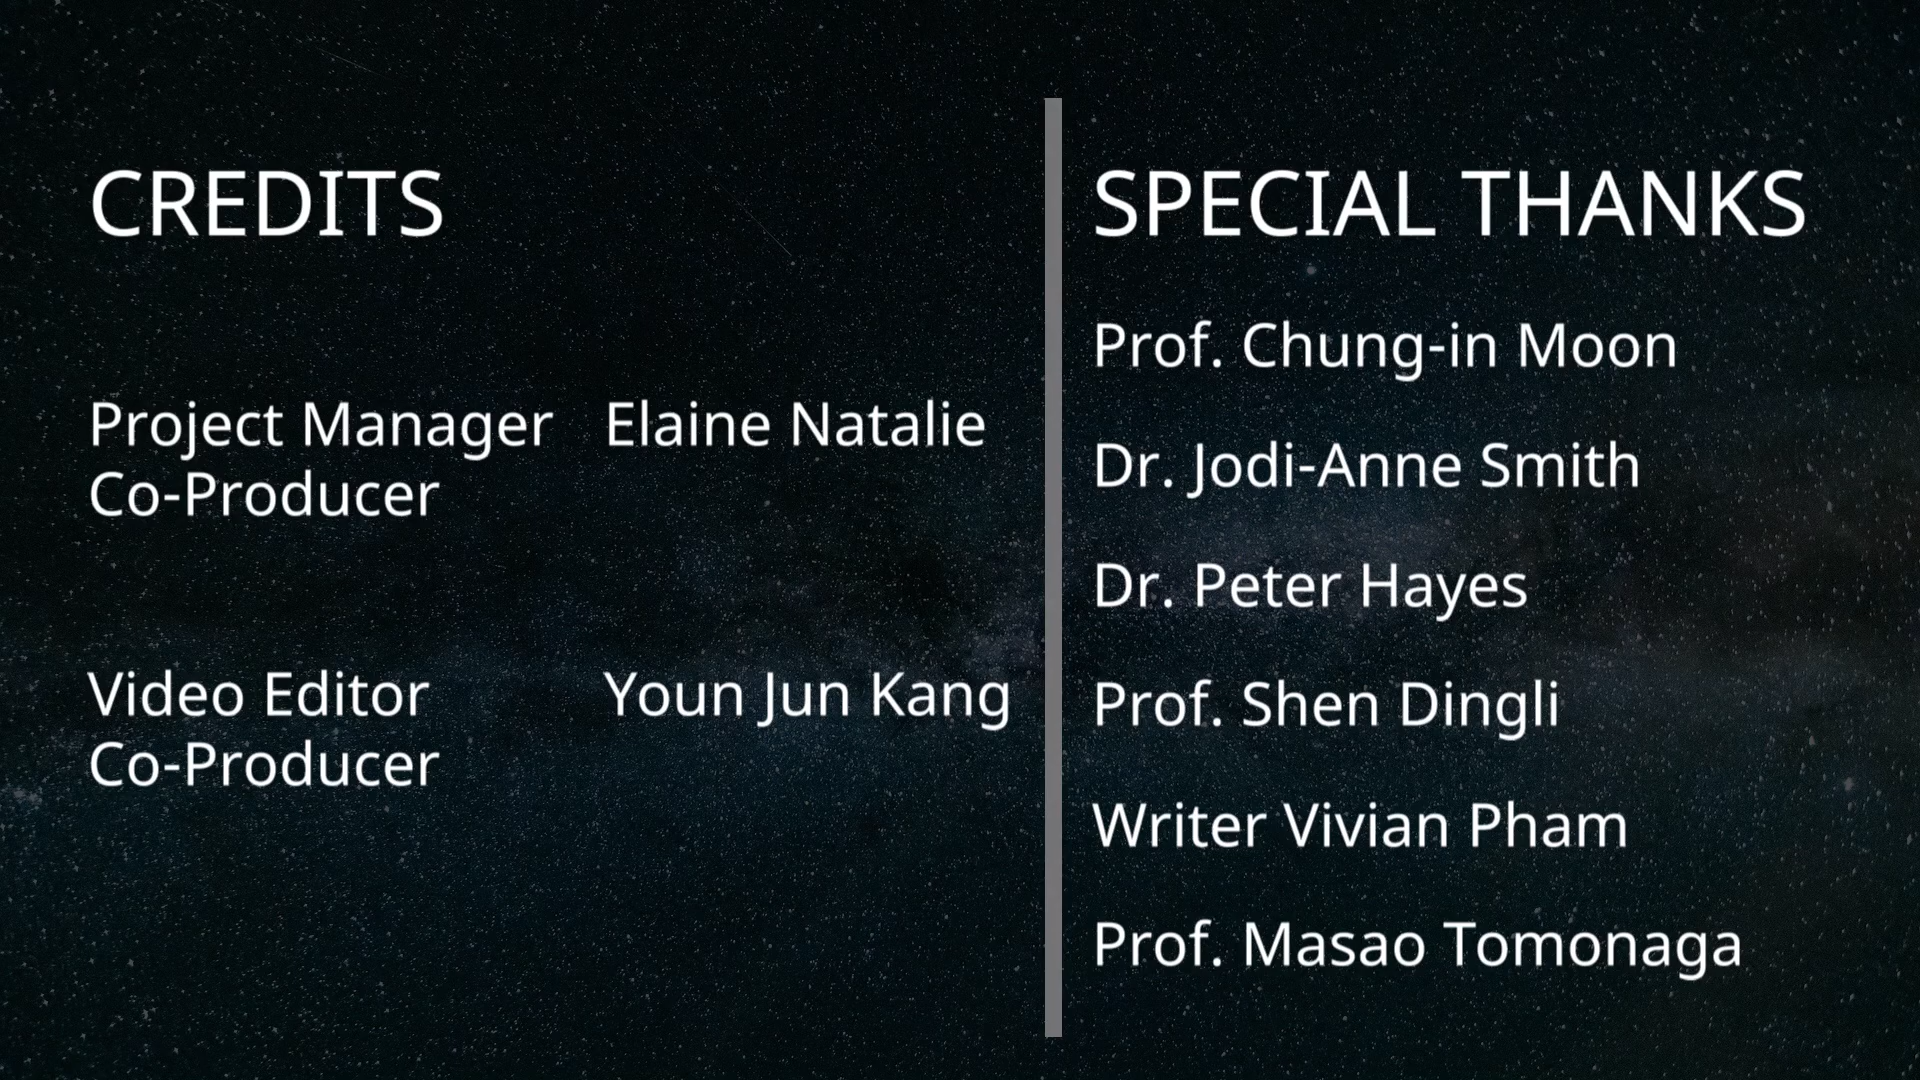 CREDITS
Project Manager Elaine Natalie
Co-Producer
Video Editor Youn Jun Kang
Co-Producer
SPECIAL THANKS
Prof. Chung-in Moon
Dr. Jodi-Anne Smith
Dr. Peter Hayes
Prof. Shen Dingli
Writer Vivian Pham
Prof. Masao Tomonaga